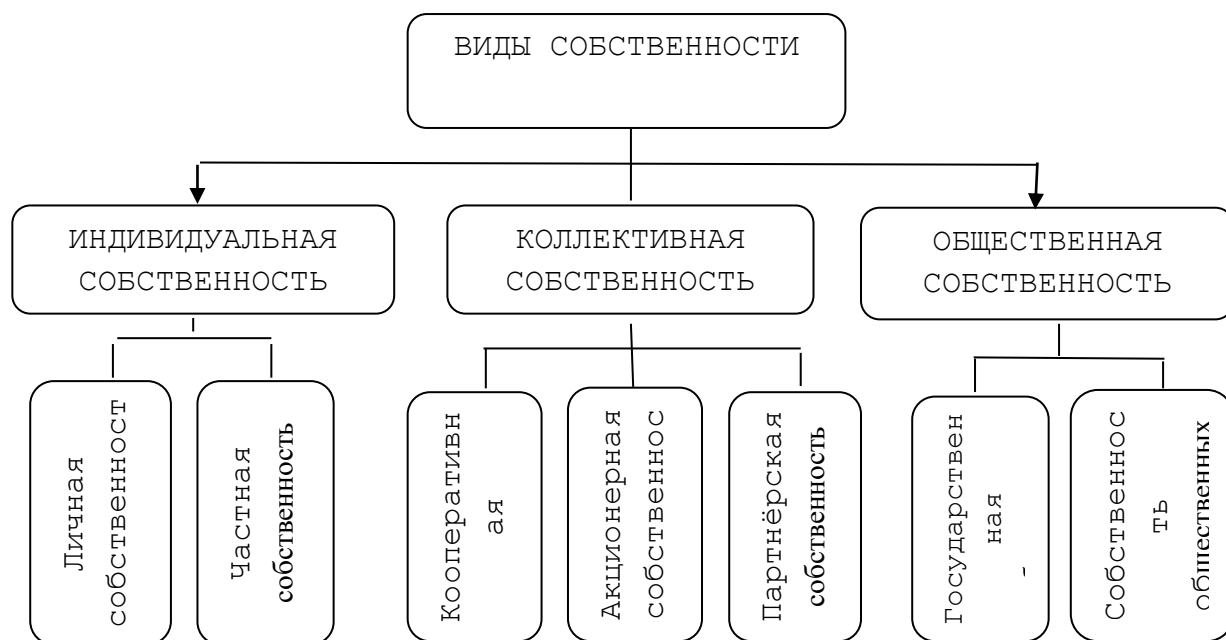 ВИДЫ СОБСТВЕННОСТИ
ИНДИВИДУАЛЬНАЯ
СОБСТВЕННОСТЬ
КОЛЛЕКТИВНАЯ
СОБСТВЕННОСТЬ
ОБЩЕСТВЕННАЯ
СОБСТВЕННОСТЬ
Личная
собственност
Частная
собственность
Кооперативн
ая
Акционерная
собственнос
Партнёрская
собственность
Государствен
ная
Собственнос
ть
общественных